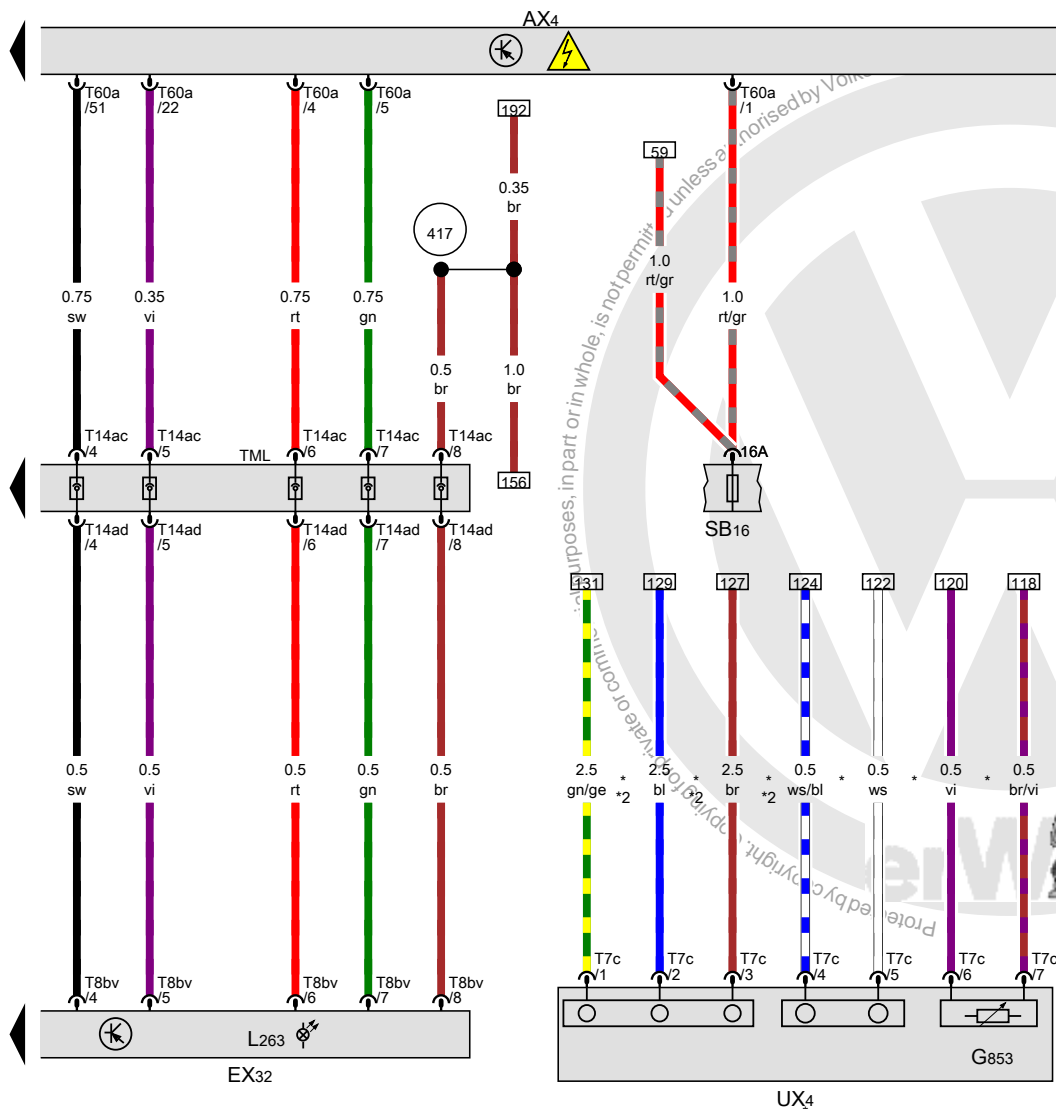 AX4
T60a
/51
T60a
/22
T60a
/4
T60a
/5
T60a
/1
192
59
0.35
br
417
0.75
sw
0.35
vi
0.75
rt
0.75
gn
1.0
rt/gr
1.0
rt/gr
0.5
br
1.0
br
T14ac
/4
T14ac
/5
TML
T14ac
/6
T14ac
/7
T14ac
/8
156
16A
SB16
T14ad
/4
T14ad
/5
T14ad
/6
T14ad
/7
T14ad
/8
131
129
127
124
122
120
118
0.5
sw
0.5
vi
0.5
rt
0.5
gn
0.5
br
2.5
gn/ge
*
*2
2.5
bl
*
*2
2.5
br
*
*2
0.5
ws/bl
*
0.5
ws
*
0.5
vi
*
0.5
br/vi
T8bv
/4
T8bv
/5
T8bv
/6
T8bv
/7
T8bv
/8
T7c
/1
T7c
/2
T7c
/3
T7c
/4
T7c
/5
T7c
/6
T7c
/7
L263
EX32
G853
UX4
Protected by copyright. Copying for private or purposes, in part or in whole, is not unless by